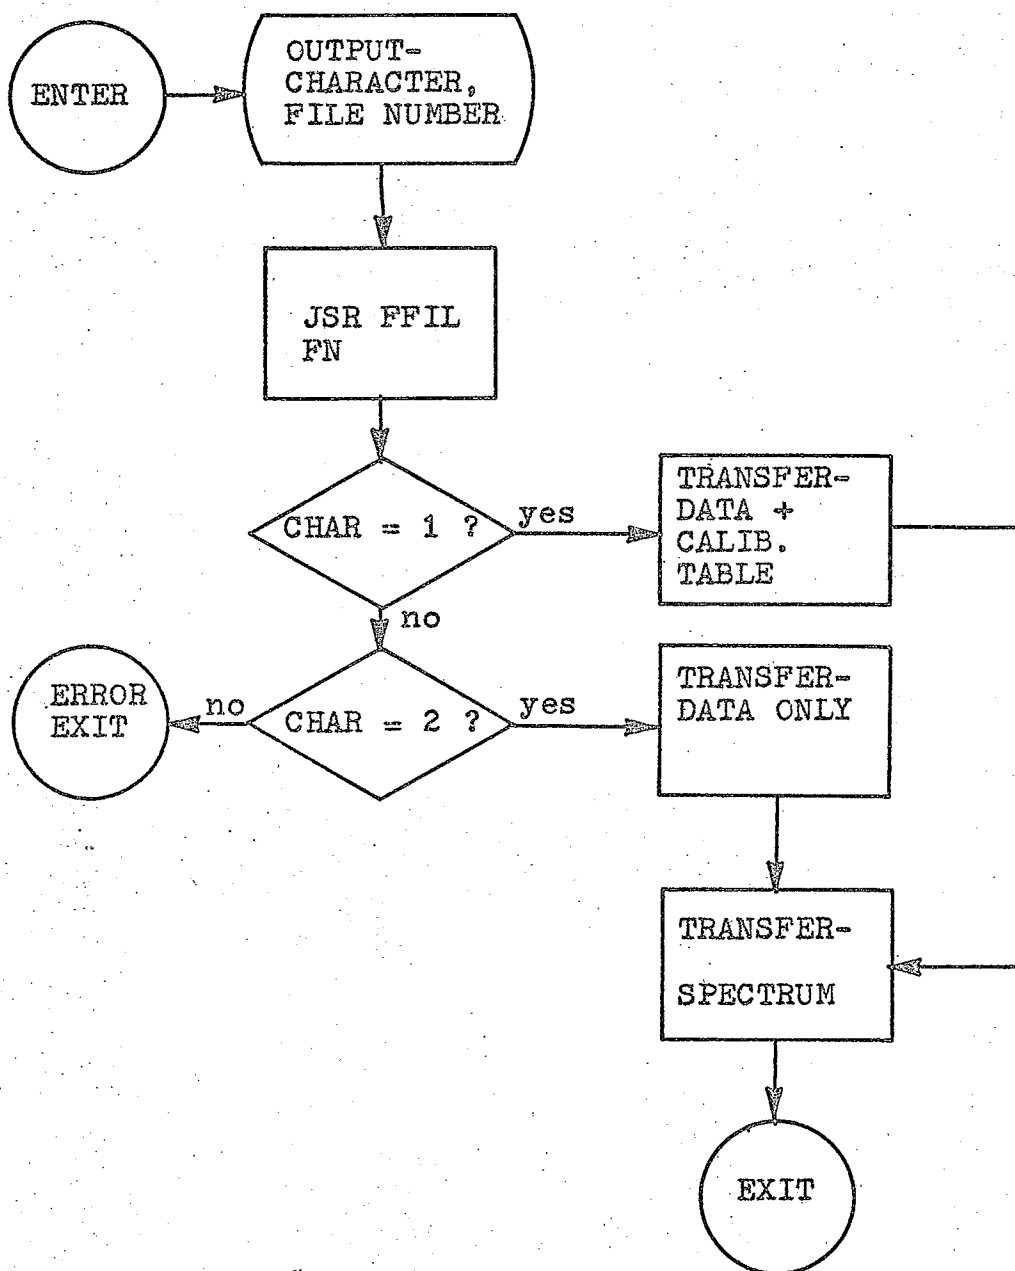 ENTER
OUTPUT-
CHARACTER,
FILE NUMBER
JSR FFIL
FN
CHAR = 1 ?
yes
TRANSFER-
DATA +
CALIB.
TABLE
no
CHAR = 2 ?
no
ERROR
EXIT
yes
TRANSFER-
DATA ONLY
TRANSFER-
SPECTRUM
EXIT